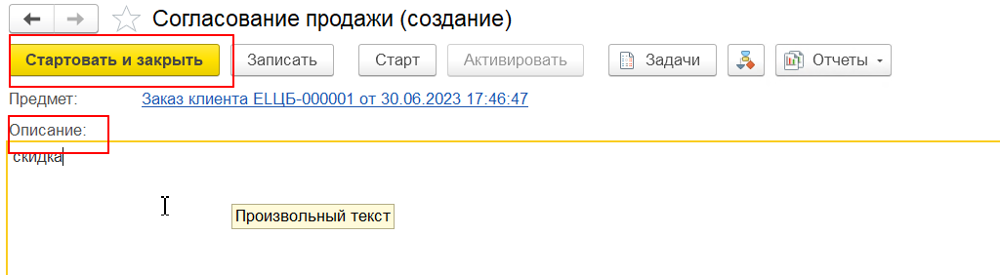 Согласование продажи (создание)
Стартовать и закрыть Записать Старт Активировать Задачи Отчеты
Предмет: Заказ клиента ЕЦЦБ-000001 от 30.06.2023 17:46:47
Описание:
скидка
Произвольный текст